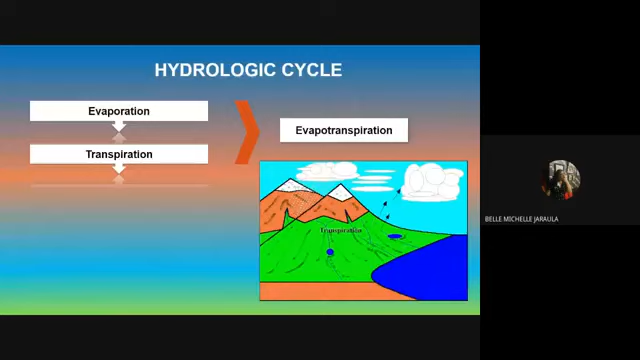 HYDROLOGIC CYCLE
Evaporation
Transpiration
Evapotranspiration
Transpiration
BELLE MICHELLE JARAULA